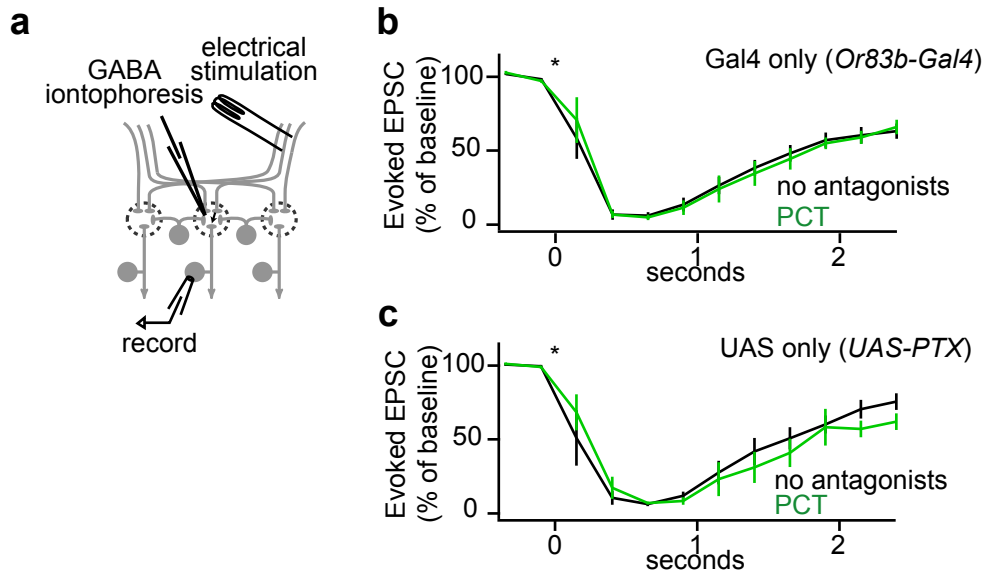 a
electrical
stimulation
GABA
iontophoresis
record
b
Gal4 only (Or83b-Gal4)
*
Evoked EPSC
(% of baseline)
100
50
0
no antagonists
PCT
0
1
2
seconds
c
UAS only (UAS-PTX)
*
Evoked EPSC
(% of baseline)
100
50
0
no antagonists
PCT
0
1
2
seconds